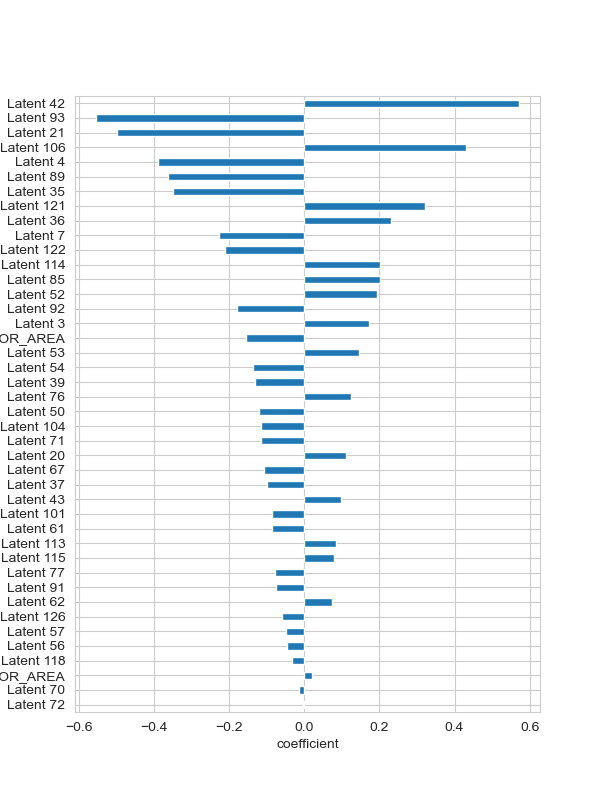 Latent 42
Latent 93
Latent 21
Latent 106
Latent 4
Latent 89
Latent 35
Latent 121
Latent 36
Latent 7
Latent 122
Latent 114
Latent 85
Latent 52
Latent 92
Latent 3
OR_AREA
Latent 53
Latent 54
Latent 39
Latent 76
Latent 50
Latent 104
Latent 71
Latent 20
Latent 67
Latent 37
Latent 43
Latent 101
Latent 61
Latent 113
Latent 115
Latent 77
Latent 91
Latent 62
Latent 126
Latent 57
Latent 56
Latent 118
OR_AREA
Latent 70
Latent 72
−0.6 −0.4 −0.2 0.0 0.2 0.4 0.6
coefficient